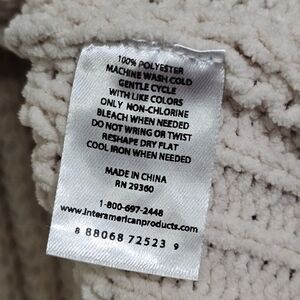 100% POLYESTER
MACHINE WASH COLD
GENTLE CYCLE
WITH LIKE COLORS
ONLY NON-CHLORINE
BLEACH WHEN NEEDED
DO NOT WRING OR TWIST
RESHAPE DRY FLAT
COOL IRON WHEN NEEDED
MADE IN CHINA
RN 29360
1-800-697-2448
www.interamericanproducts.com
8 88068 72523 9